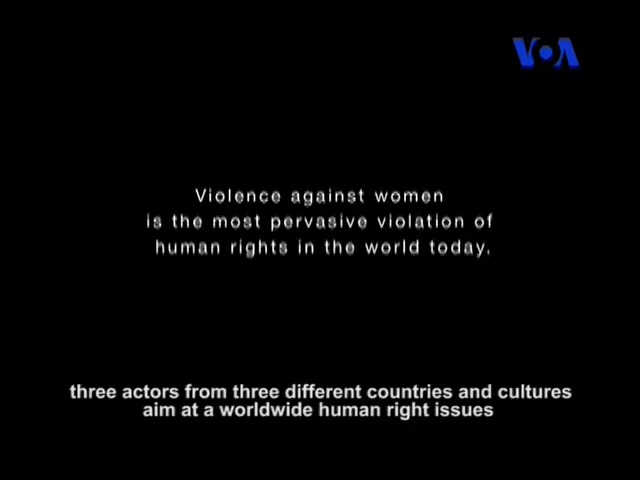 VOA
Violence against women
is the most pervasive violation of
human rights in the world today.
three actors from three different countries and cultures
aim at a worldwide human right issues